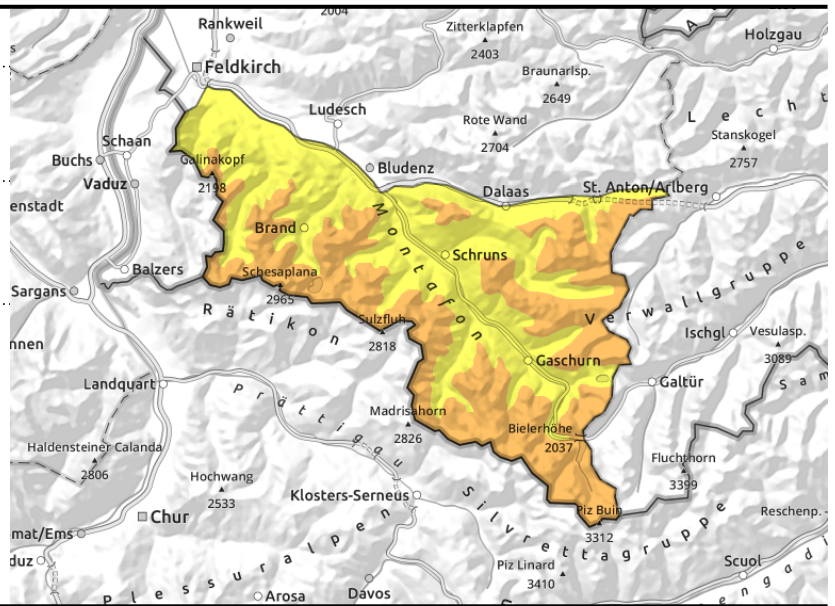 2004
Rankweil
Zitterklapfen
2403
Holzgau
Feldkirch
Braunarlsp.
2649
Ludesch
Rote Wand
2704
L e c h t
Stanskogel
2757
Schaan
Buchs
Galinakopf
2198
Bludenz
Vaduz
Dalaas
St. Anton/Arlberg
enstadt
Brand
Montafon
Schruns
Balzers
Schesaplana
2965
Sargans
Rätikon
Sulzfluh
2818
Verwallgruppe
Ischgl
Vesulasp.
3089
nnen
Gaschurn
Landquart
Galtür
Sam
Prättigau
Madrisahorn
2826
Bielerhöhe
2037
Haldensteiner Calanda
2806
Hochwang
2533
Fluchthorn
3399
Klosters-Serneus
Silvrettagruppe
Chur
Piz Buin
3312
Reschenp.
mat/Ems
duz
Plessuralpen
Piz Linard
3410
Scuol
engadi
Arosa
Davos